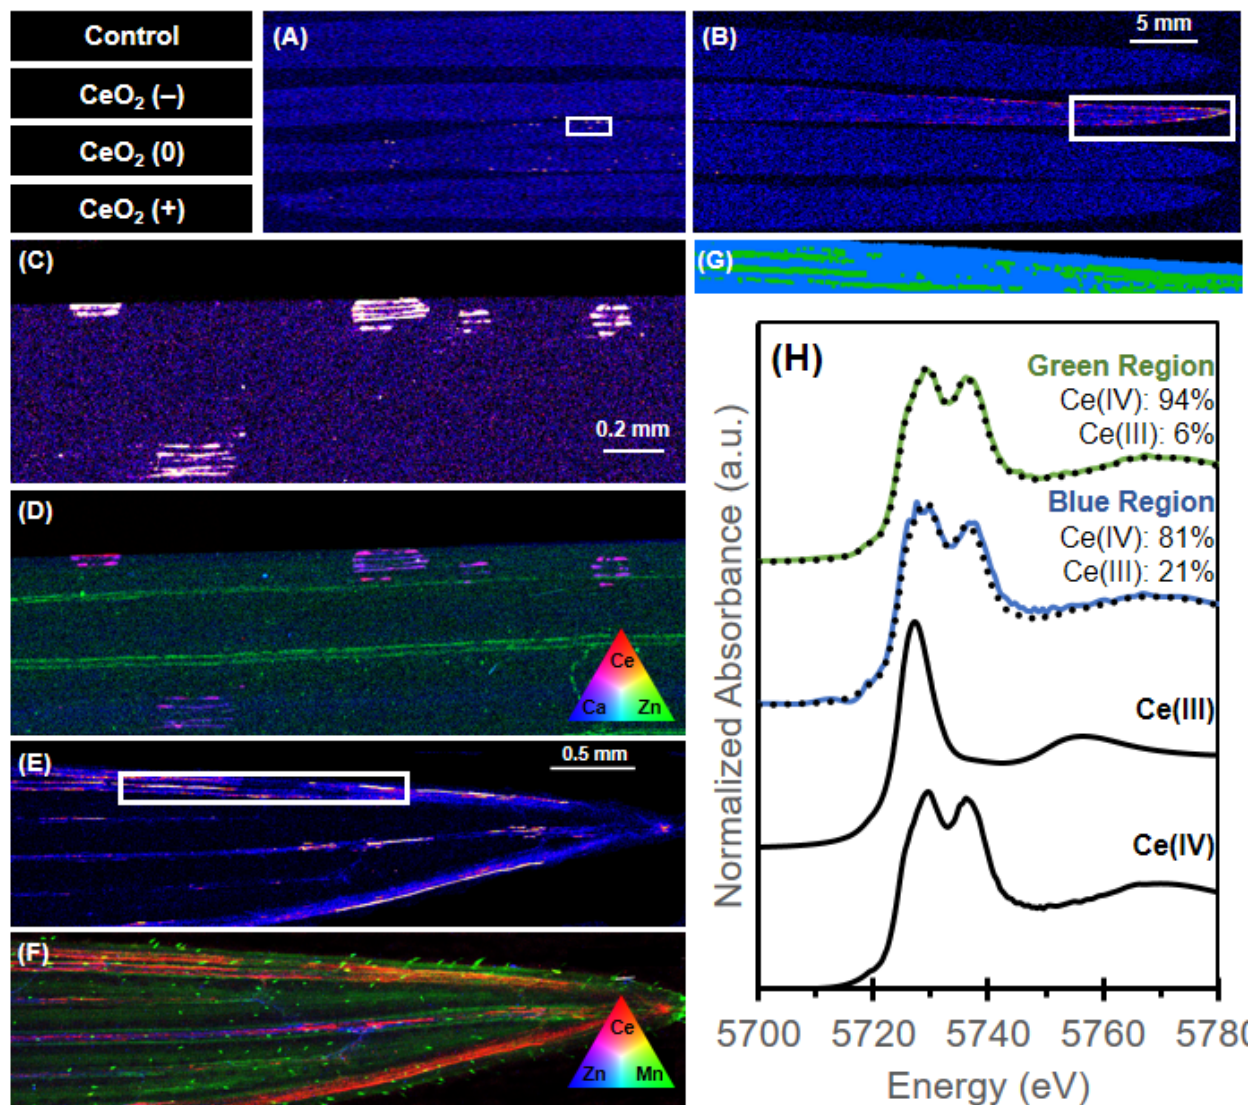 Control
CeO₂ (–)
CeO₂ (0)
CeO₂ (+)
(A)
(B)
5 mm
(C)
0.2 mm
(D)
Ce
Ca
Zn
(E)
0.5 mm
(F)
Ce
Zn
Mn
(G)
(H)
Green Region
Ce(IV): 94%
Ce(III): 6%
Blue Region
Ce(IV): 81%
Ce(III): 21%
Ce(III)
Ce(IV)
Normalized Absorbance (a.u.)
5700 5720 5740 5760 5780
Energy (eV)